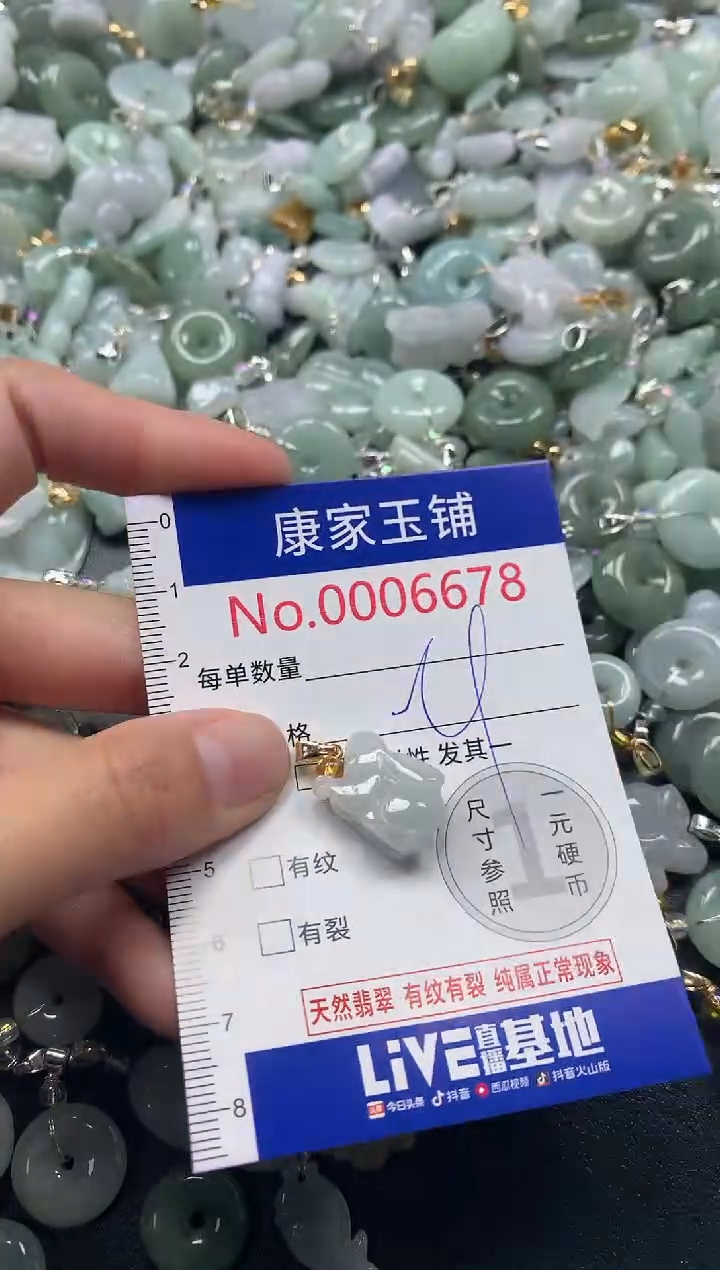 康家玉铺
No.0006678
0
1
2
每单数量
格
性 发其一
尺寸参照
一元硬币
1
5
有纹
6
有裂
天然翡翠 有纹有裂 纯属正常现象
7
LiVE直播基地
头条 今日头条 抖音 西瓜视频 抖音火山版
8